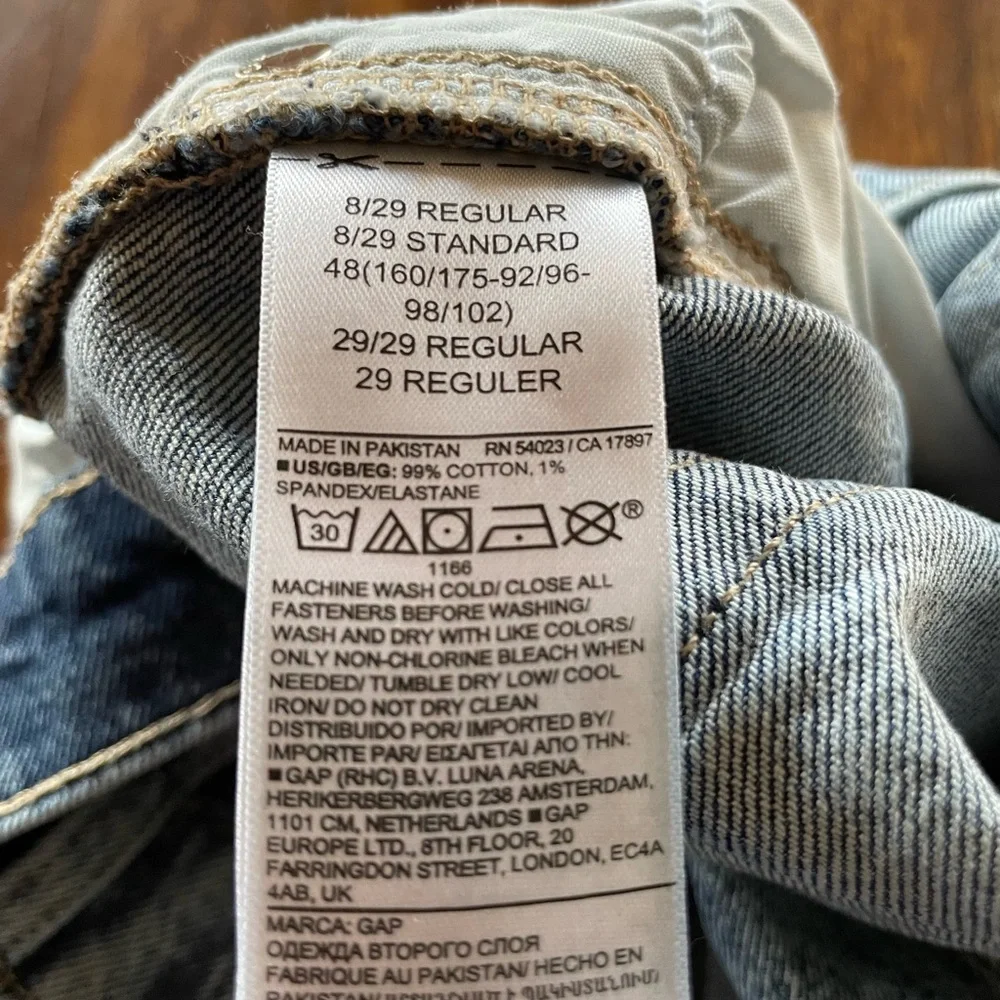 8/29 REGULAR
8/29 STANDARD
48(160/175-92/96-
98/102)
29/29 REGULAR
29 REGULER
MADE IN PAKISTAN RN 54023 / CA 17897
■US/GB/EG: 99% COTTON, 1%
SPANDEX/ELASTANE
30 ®
1166
MACHINE WASH COLD/ CLOSE ALL
FASTENERS BEFORE WASHING/
WASH AND DRY WITH LIKE COLORS/
ONLY NON-CHLORINE BLEACH WHEN
NEEDED/ TUMBLE DRY LOW/ COOL
IRON/ DO NOT DRY CLEAN
DISTRIBUIDO POR/ IMPORTED BY/
IMPORTE PAR/ ΕΙΣΑΓΕΤΑΙ ΑΠΟ ΤΗΝ:
■GAP (RHC) B.V. LUNA ARENA,
HERIKERBERGWEG 238 AMSTERDAM,
1101 CM, NETHERLANDS ■GAP
EUROPE LTD., 8TH FLOOR, 20
FARRINGDON STREET, LONDON, EC4A
4AB, UK
MARCA: GAP
ОДЕЖДА ВТОРОГО СЛОЯ
FABRIQUE AU PAKISTAN/ HECHO EN
PAKISTAN/